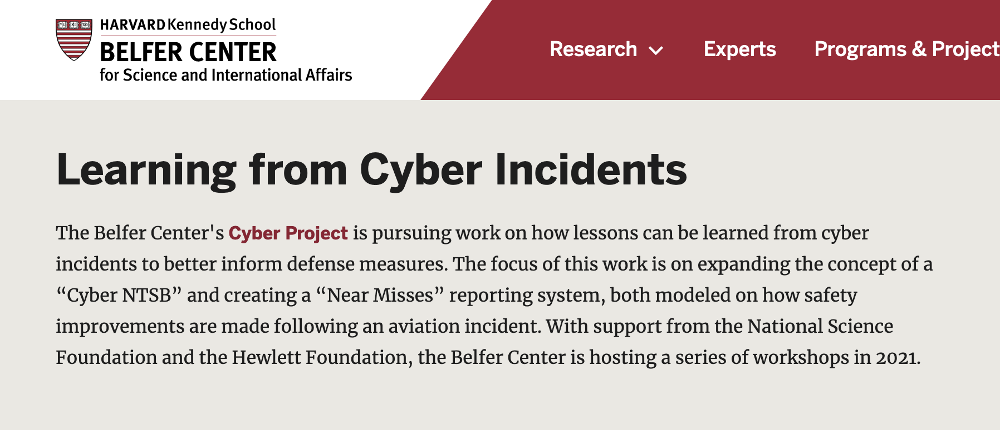 VE RI TAS
HARVARD Kennedy School
BELFER CENTER
for Science and International Affairs
Research
Experts
Programs & Project
Learning from Cyber Incidents
The Belfer Center's Cyber Project is pursuing work on how lessons can be learned from cyber
incidents to better inform defense measures. The focus of this work is on expanding the concept of a
“Cyber NTSB” and creating a “Near Misses” reporting system, both modeled on how safety
improvements are made following an aviation incident. With support from the National Science
Foundation and the Hewlett Foundation, the Belfer Center is hosting a series of workshops in 2021.